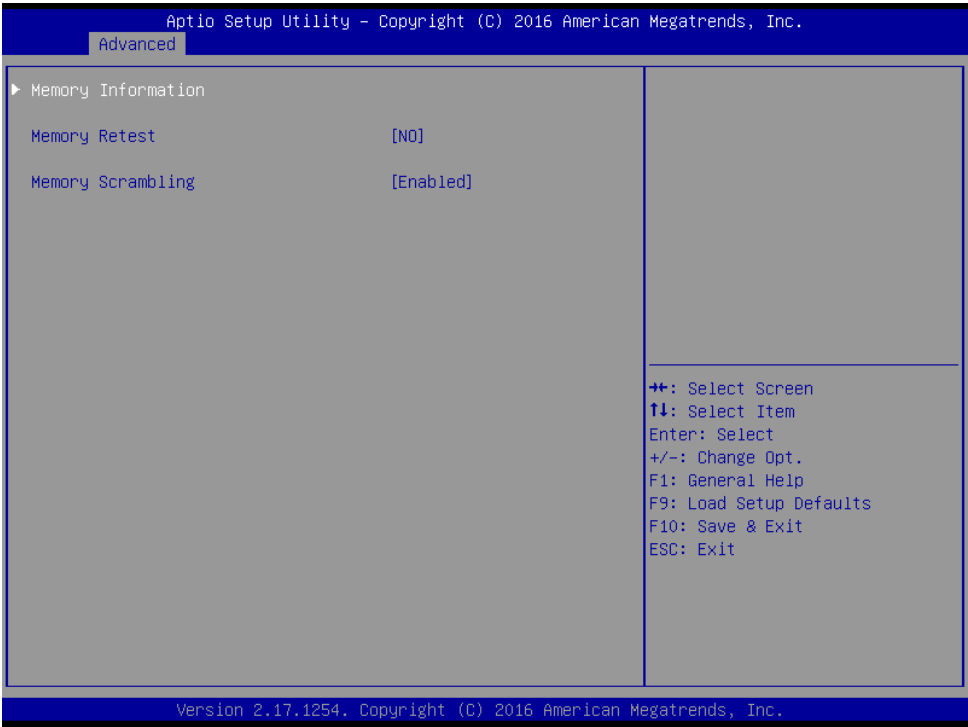 Aptio Setup Utility – Copyright (C) 2016 American Megatrends, Inc.
Advanced
▶ Memory Information
Memory Retest [NO]
Memory Scrambling [Enabled]
→←: Select Screen
↑↓: Select Item
Enter: Select
+/-: Change Opt.
F1: General Help
F9: Load Setup Defaults
F10: Save & Exit
ESC: Exit
Version 2.17.1254. Copyright (C) 2016 American Megatrends, Inc.